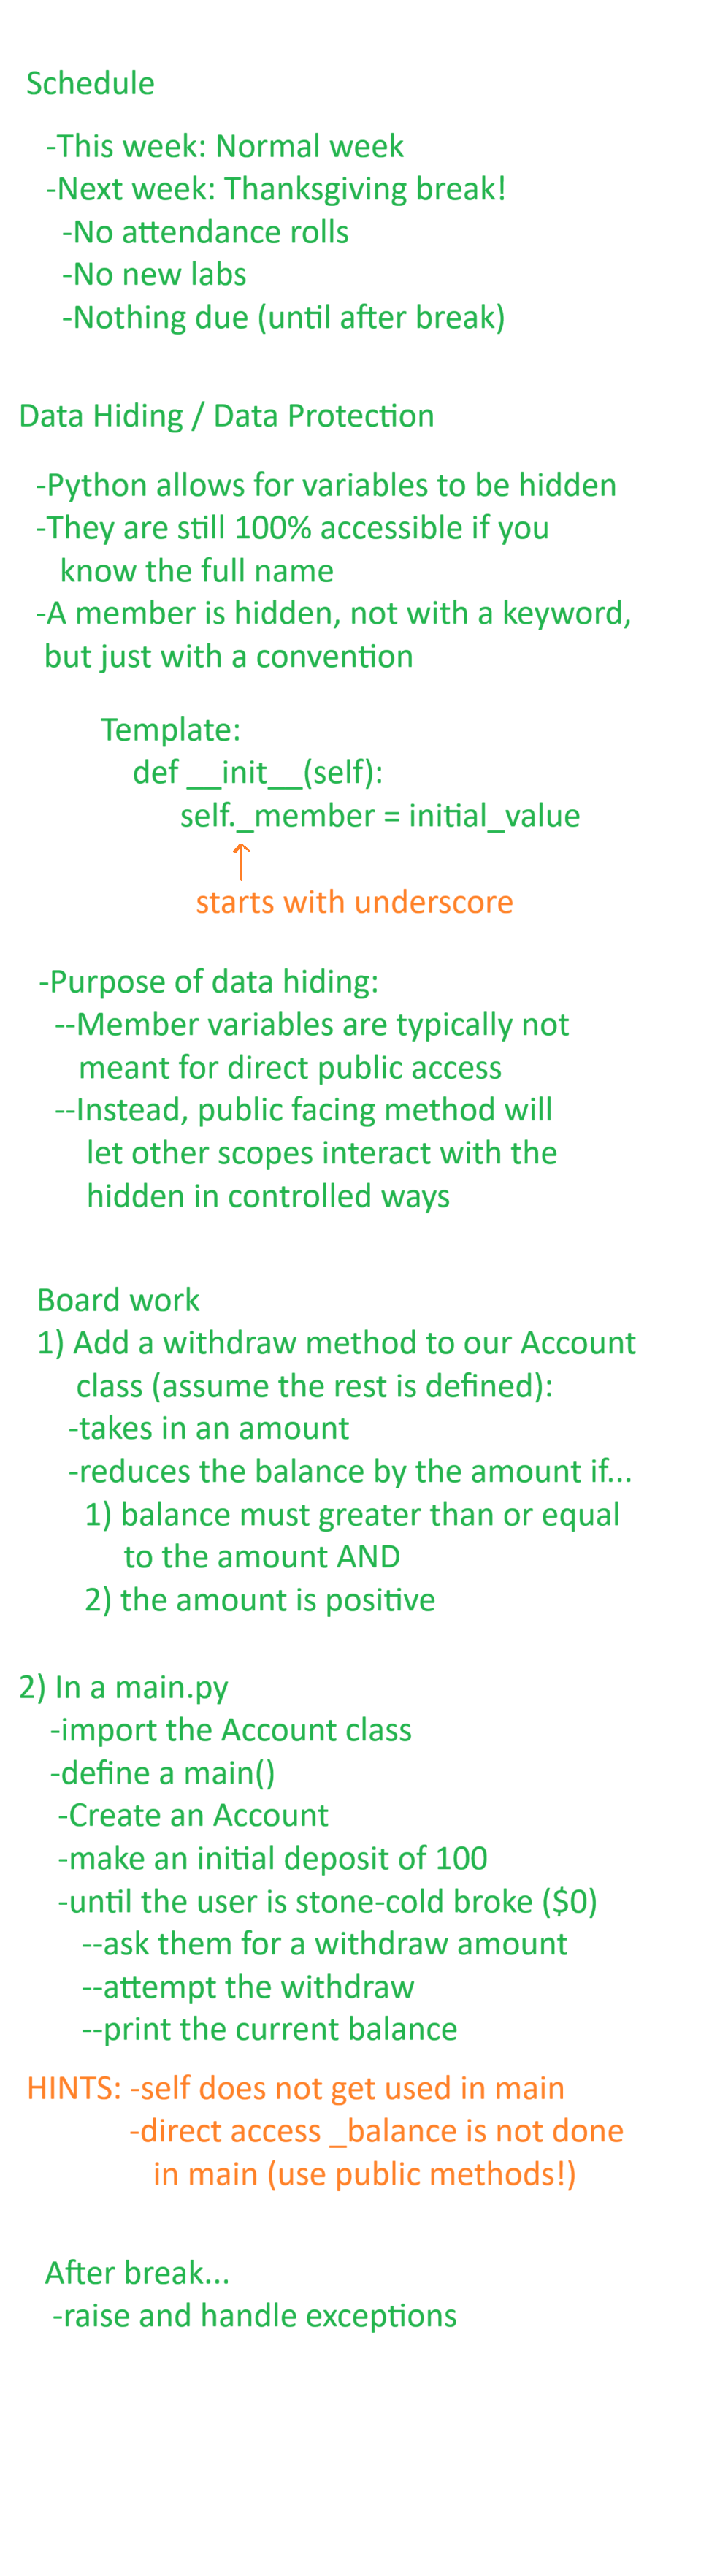 Schedule
-This week: Normal week
-Next week: Thanksgiving break!
-No attendance rolls
-No new labs
-Nothing due (until after break)
Data Hiding / Data Protection
-Python allows for variables to be hidden
-They are still 100% accessible if you
know the full name
-A member is hidden, not with a keyword,
but just with a convention
Template:
def __init__(self):
self._member = initial_value
starts with underscore
-Purpose of data hiding:
--Member variables are typically not
meant for direct public access
--Instead, public facing method will
let other scopes interact with the
hidden in controlled ways
Board work
1) Add a withdraw method to our Account
class (assume the rest is defined):
-takes in an amount
-reduces the balance by the amount if...
1) balance must greater than or equal
to the amount AND
2) the amount is positive
2) In a main.py
-import the Account class
-define a main()
-Create an Account
-make an initial deposit of 100
-until the user is stone-cold broke ($0)
--ask them for a withdraw amount
--attempt the withdraw
--print the current balance
HINTS: -self does not get used in main
-direct access _balance is not done
in main (use public methods!)
After break...
-raise and handle exceptions